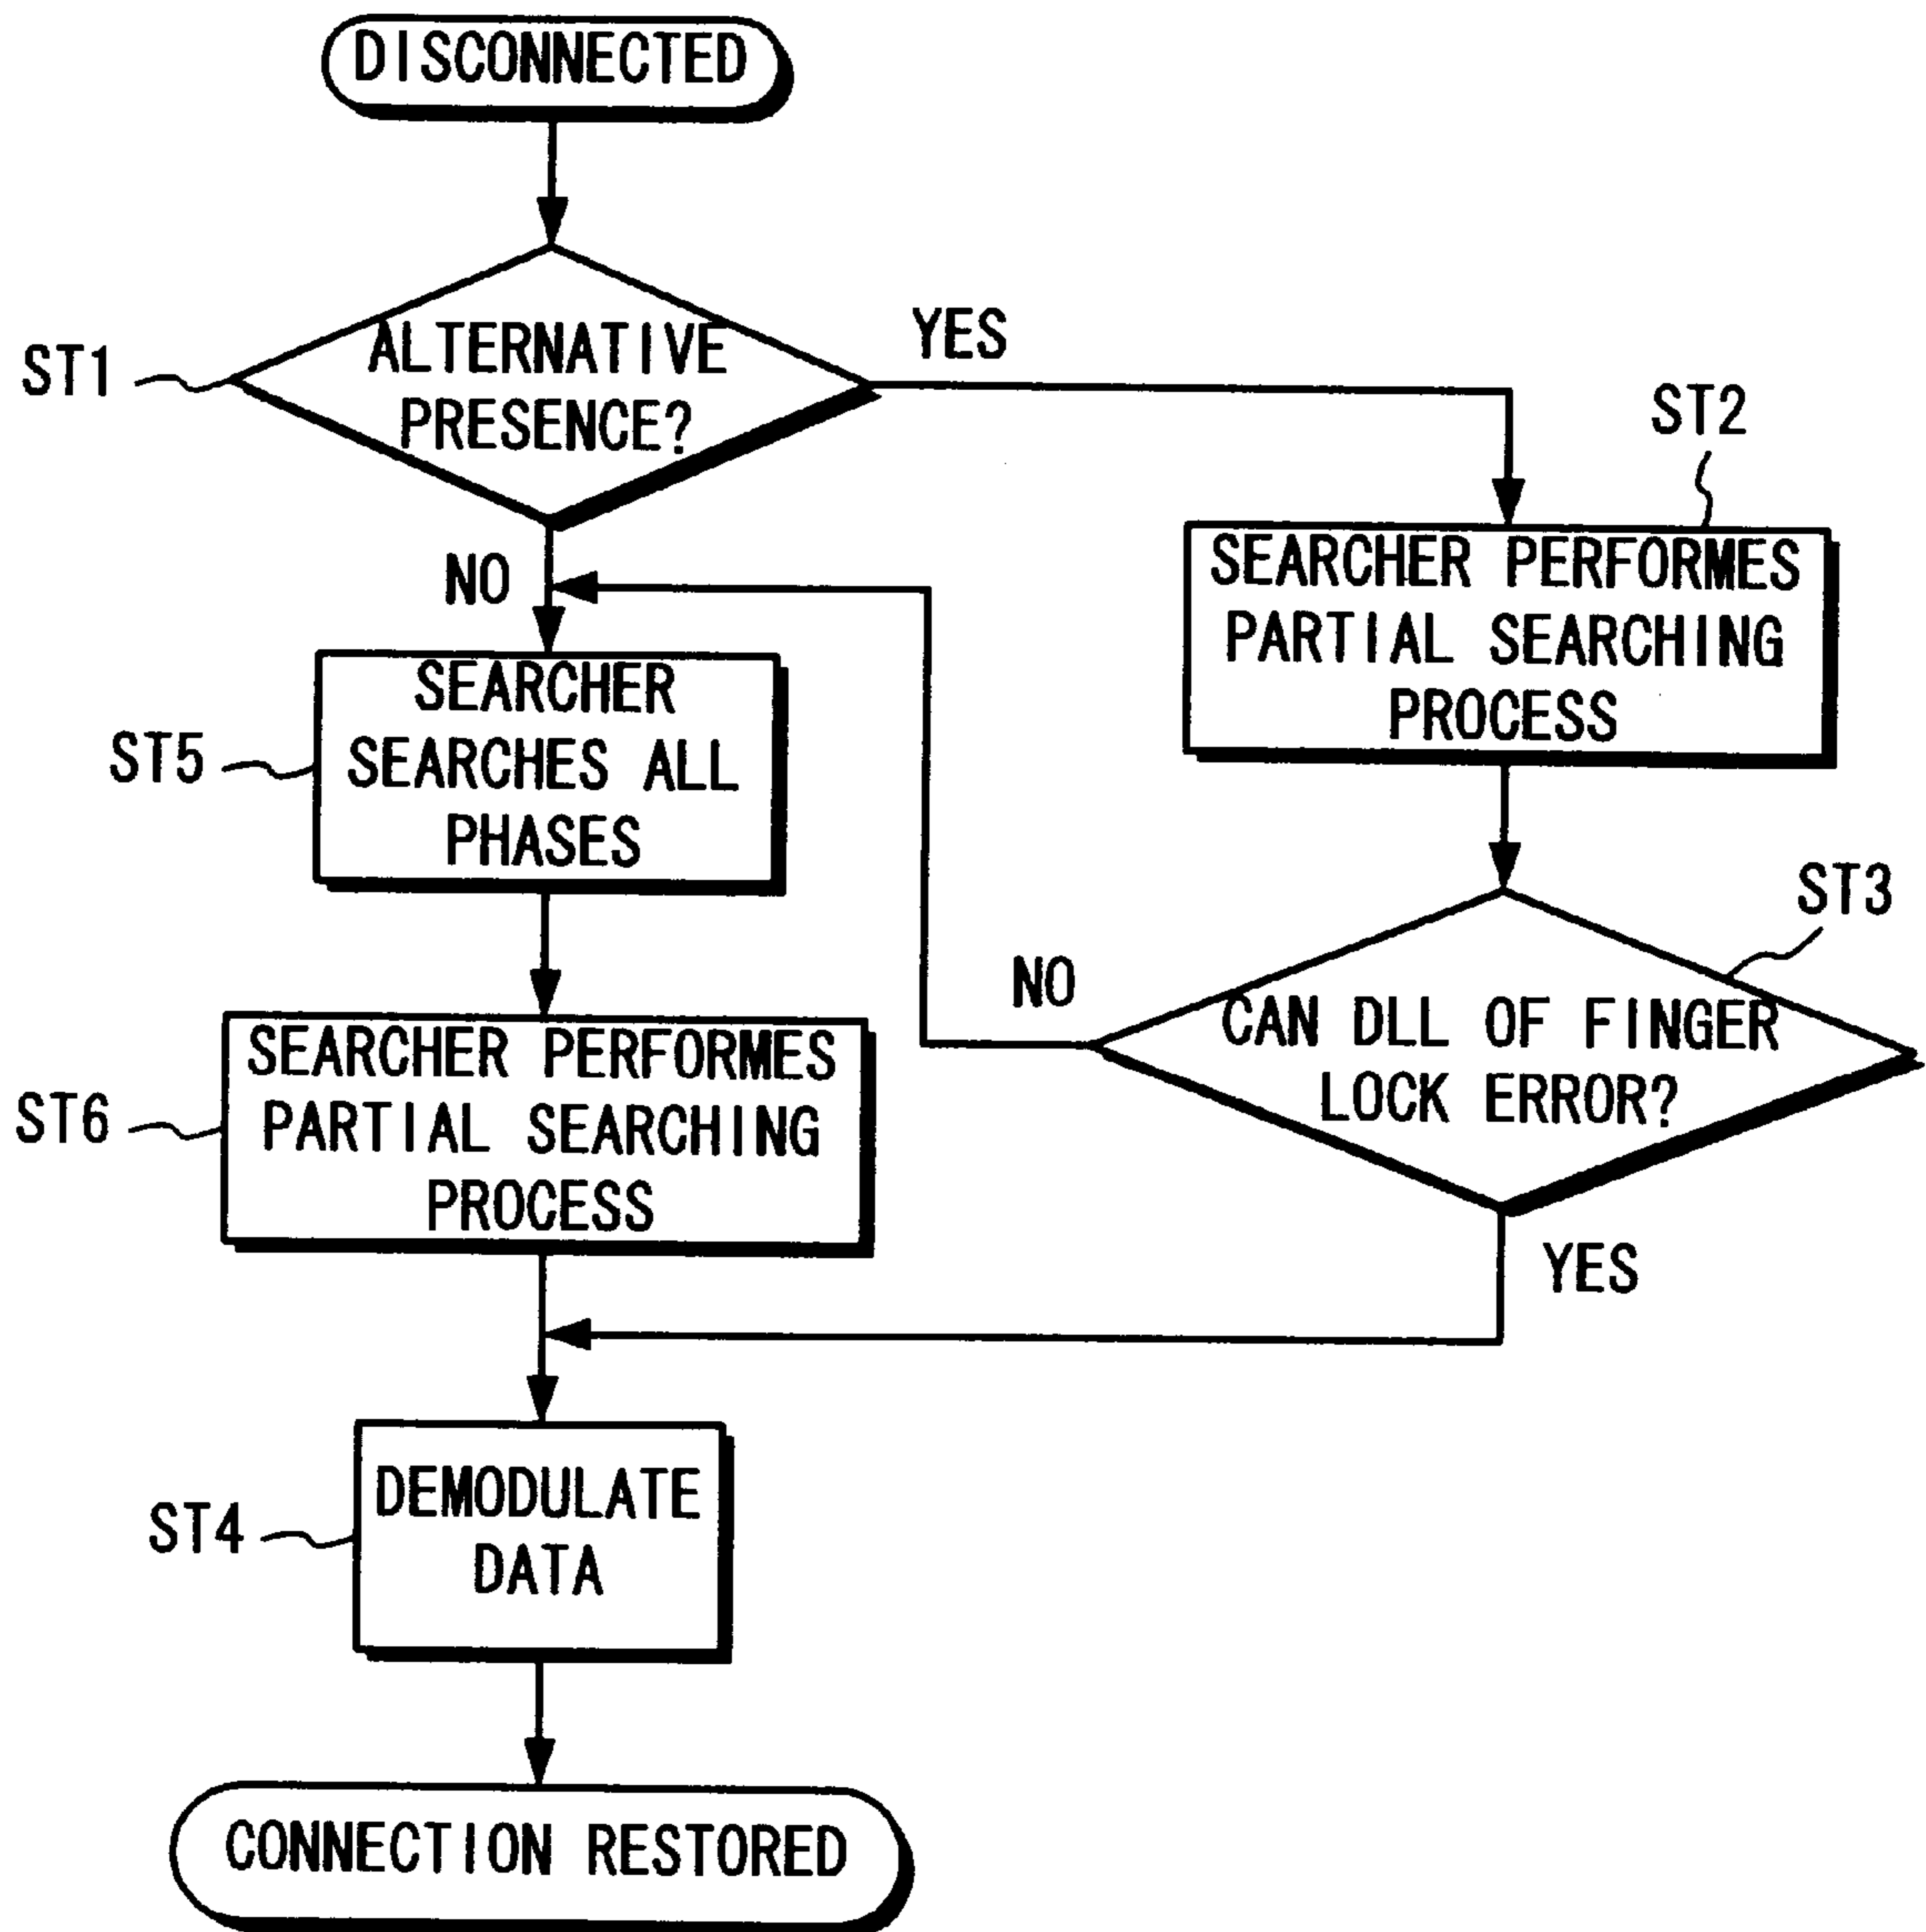 DISCONNECTED
ST1
ALTERNATIVE
PRESENCE?
YES
NO
ST2
SEARCHER PERFORMES
PARTIAL SEARCHING
PROCESS
ST3
CAN DLL OF FINGER
LOCK ERROR?
NO
YES
ST5
SEARCHER
SEARCHES ALL
PHASES
ST6
SEARCHER PERFORMES
PARTIAL SEARCHING
PROCESS
ST4
DEMODULATE
DATA
CONNECTION RESTORED